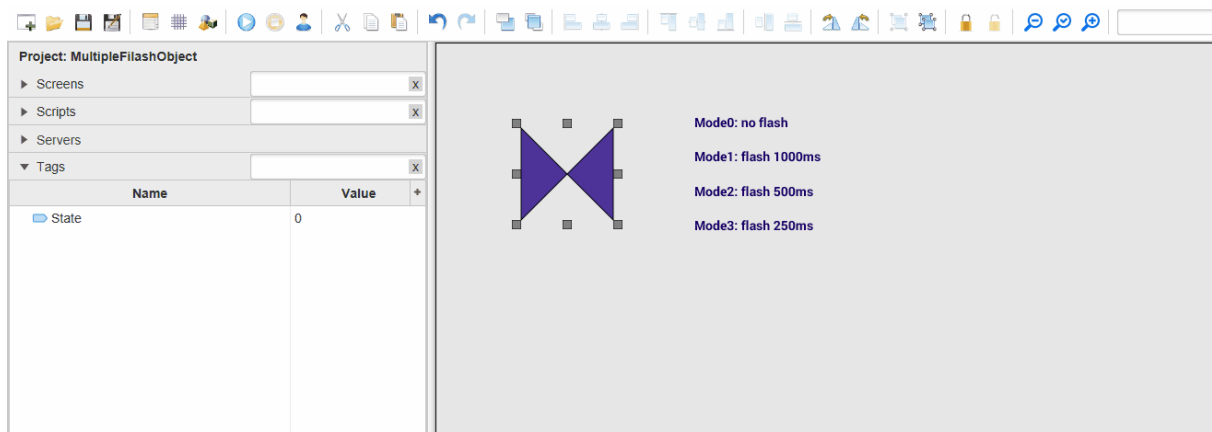 Project: MultipleFilashObject
Screens
x
Scripts
x
Servers
Tags
x
Name Value +
State 0
Mode0: no flash
Mode1: flash 1000ms
Mode2: flash 500ms
Mode3: flash 250ms